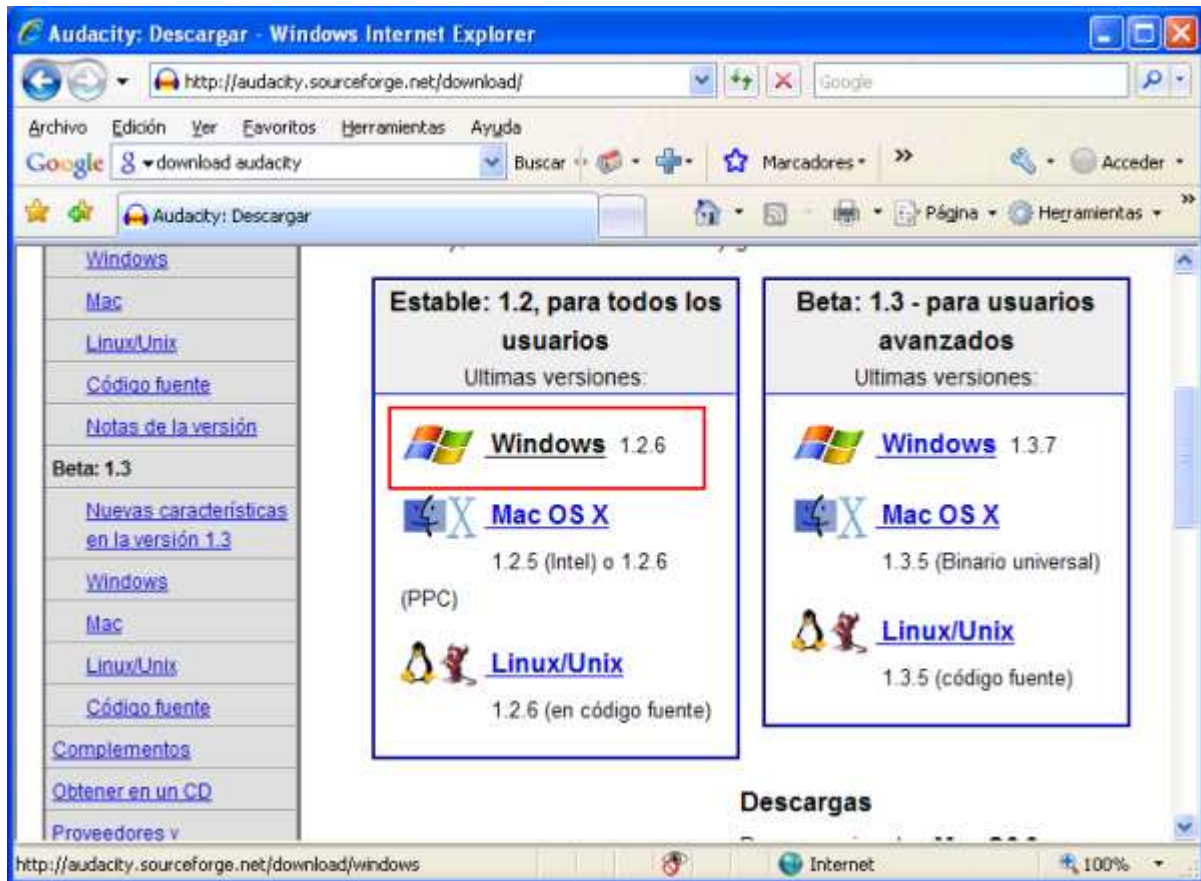 Audacity: Descargar - Windows Internet Explorer
http://audacity.sourceforge.net/download/
Google
Archivo Edición Ver Favoritos Herramientas Ayuda
Google download audacity Buscar Marcadores Acceder
Audacity: Descargar Página Herramientas
Windows
Mac
Linux/Unix
Código fuente
Notas de la versión
Beta: 1.3
Nuevas características
en la versión 1.3
Windows
Mac
Linux/Unix
Código fuente
Complementos
Obtener en un CD
Proveedores y
Estable: 1.2, para todos los
usuarios
Ultimas versiones:
Windows 1.2.6
Mac OS X
1.2.5 (Intel) o 1.2.6
(PPC)
Linux/Unix
1.2.6 (en código fuente)
Beta: 1.3 - para usuarios
avanzados
Ultimas versiones:
Windows 1.3.7
Mac OS X
1.3.5 (Binario universal)
Linux/Unix
1.3.5 (código fuente)
Descargas
http://audacity.sourceforge.net/download/windows Internet 100%